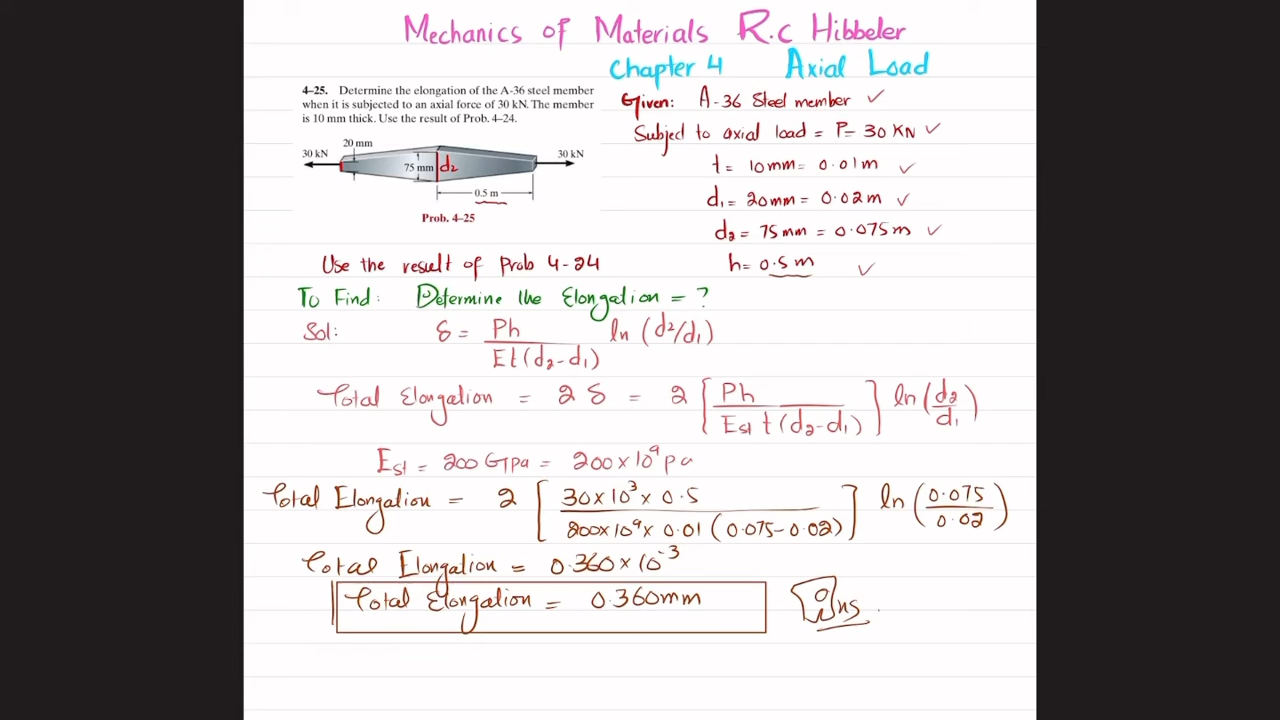 Mechanics of Materials R.c Hibbeler
Chapter 4 Axial Load
4–25. Determine the elongation of the A-36 steel member
when it is subjected to an axial force of 30 kN. The member
is 10 mm thick. Use the result of Prob. 4–24.
20 mm
30 kN
75 mm
d2
30 kN
0.5 m
Prob. 4–25
Given: A-36 Steel member ✓
Subject to axial load = P = 30 KN ✓
t = 10mm = 0.01m ✓
d₁ = 20mm = 0.02m ✓
d₂ = 75mm = 0.075m ✓
h = 0.5m ✓
Use the result of Prob 4-24
To Find: Determine the Elongation = ?
Sol: δ = Ph / Et(d₂-d₁) ln (d₂/d₁)
Total Elongation = 2 δ = 2 [Ph / Est t(d₂-d₁)] ln (d₂/d₁)
Est = 200 GPa = 200×10⁹ pa
Total Elongation = 2 [30×10³ × 0.5 / 200×10⁹ × 0.01 (0.075-0.02)] ln (0.075/0.02)
Total Elongation = 0.360×10⁻³
Total Elongation = 0.360mm Ans.